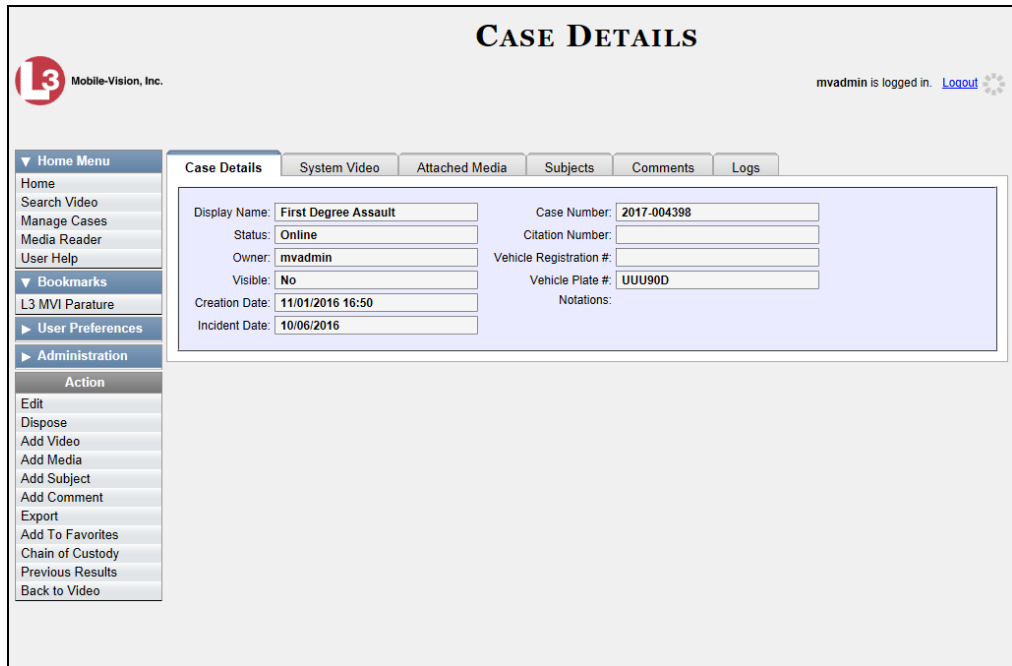 CASE DETAILS
L3 Mobile-Vision, Inc.
mvadmin is logged in. Logout
▼ Home Menu
Home
Search Video
Manage Cases
Media Reader
User Help
▼ Bookmarks
L3 MVI Parature
▶ User Preferences
▶ Administration
Action
Edit
Dispose
Add Video
Add Media
Add Subject
Add Comment
Export
Add To Favorites
Chain of Custody
Previous Results
Back to Video
Case Details System Video Attached Media Subjects Comments Logs
Display Name: First Degree Assault Case Number: 2017-004398
Status: Online Citation Number:
Owner: mvadmin Vehicle Registration #:
Visible: No Vehicle Plate #: UUU90D
Creation Date: 11/01/2016 16:50 Notations:
Incident Date: 10/06/2016